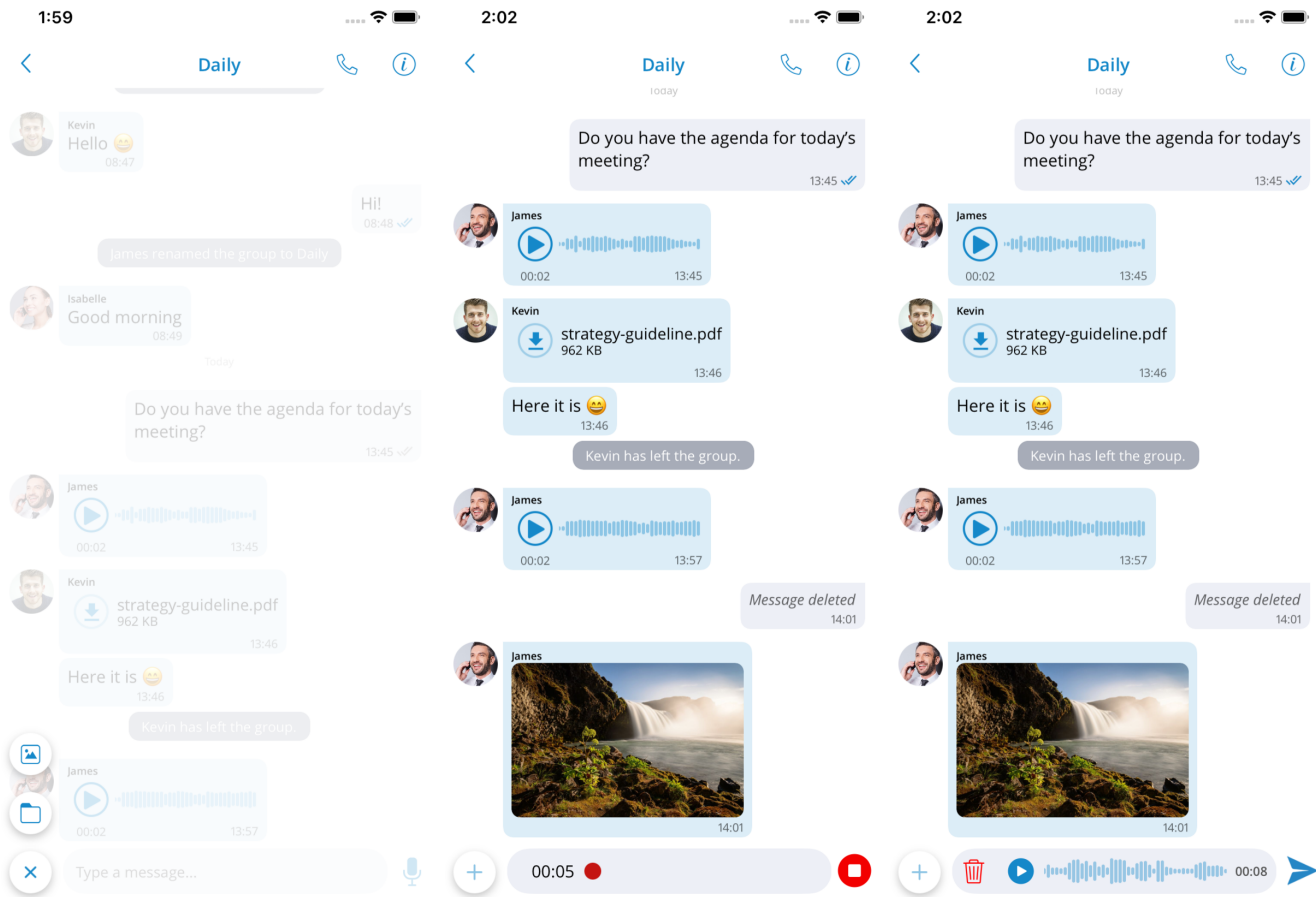 1:59
Daily
Kevin
Hello 😄
08:47
Hi!
08:48
James renamed the group to Daily
Isabelle
Good morning
08:49
Today
Do you have the agenda for today's
meeting?
13:45
James
00:02 13:45
Kevin
strategy-guideline.pdf
962 KB
13:46
Here it is 😄
13:46
Kevin has left the group.
James
00:02 13:57
Type a message...
2:02
Daily
Today
Do you have the agenda for today's
meeting?
13:45
James
00:02 13:45
Kevin
strategy-guideline.pdf
962 KB
13:46
Here it is 😄
13:46
Kevin has left the group.
James
00:02 13:57
Message deleted
14:01
James
14:01
00:05
2:02
Daily
Today
Do you have the agenda for today's
meeting?
13:45
James
00:02 13:45
Kevin
strategy-guideline.pdf
962 KB
13:46
Here it is 😄
13:46
Kevin has left the group.
James
00:02 13:57
Message deleted
14:01
James
14:01
00:08